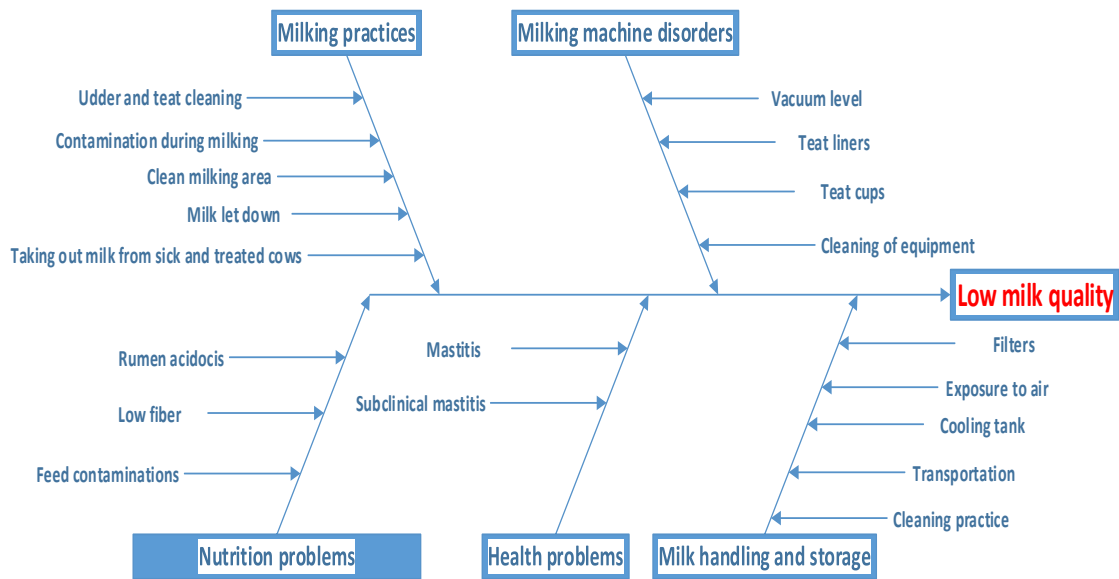 Milking practices
Milking machine disorders
Udder and teat cleaning
Contamination during milking
Clean milking area
Milk let down
Taking out milk from sick and treated cows
Vacuum level
Teat liners
Teat cups
Cleaning of equipment
Low milk quality
Rumen acidocis
Low fiber
Feed contaminations
Mastitis
Subclinical mastitis
Filters
Exposure to air
Cooling tank
Transportation
Cleaning practice
Nutrition problems
Health problems
Milk handling and storage